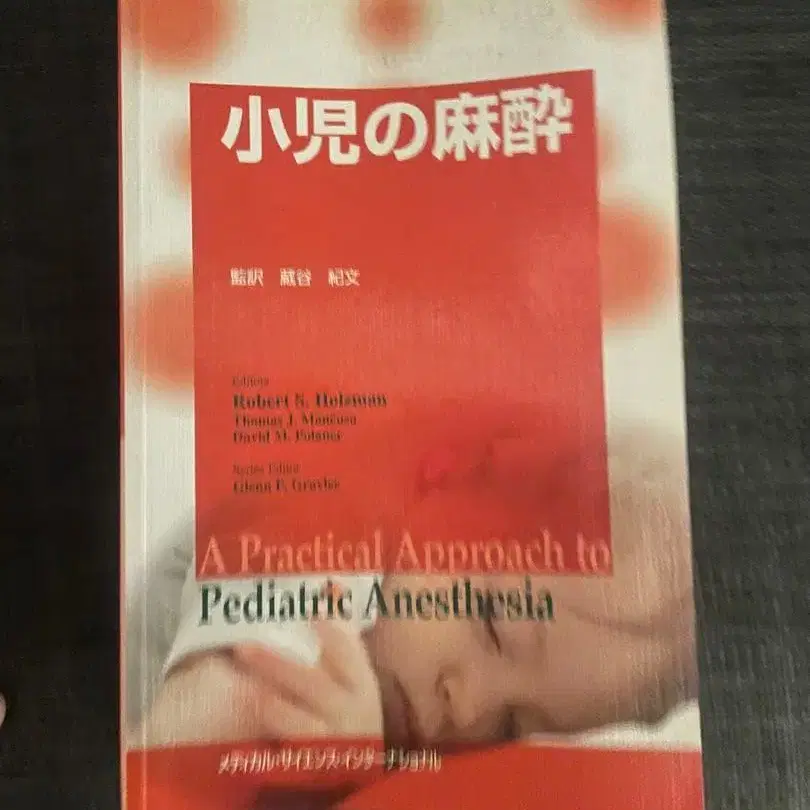 小児の麻酔
監訳 蔵谷 紀文
Editors
Robert S. Holzman
Thomas J. Mancuso
David M. Polaner
Series Editor
Glenn P. Gravlee
A Practical Approach to
Pediatric Anesthesia
メディカル・サイエンス・インターナショナル